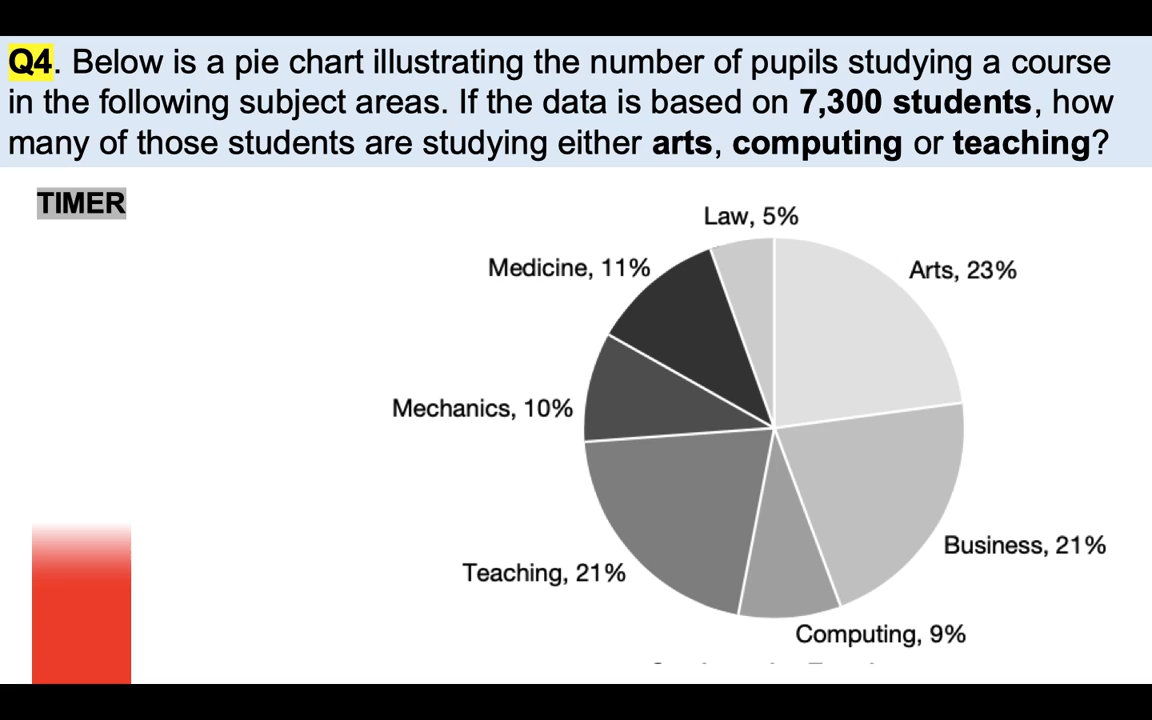 Q4. Below is a pie chart illustrating the number of pupils studying a course
in the following subject areas. If the data is based on 7,300 students, how
many of those students are studying either arts, computing or teaching?
TIMER
Law, 5%
Medicine, 11%
Arts, 23%
Mechanics, 10%
Business, 21%
Teaching, 21%
Computing, 9%